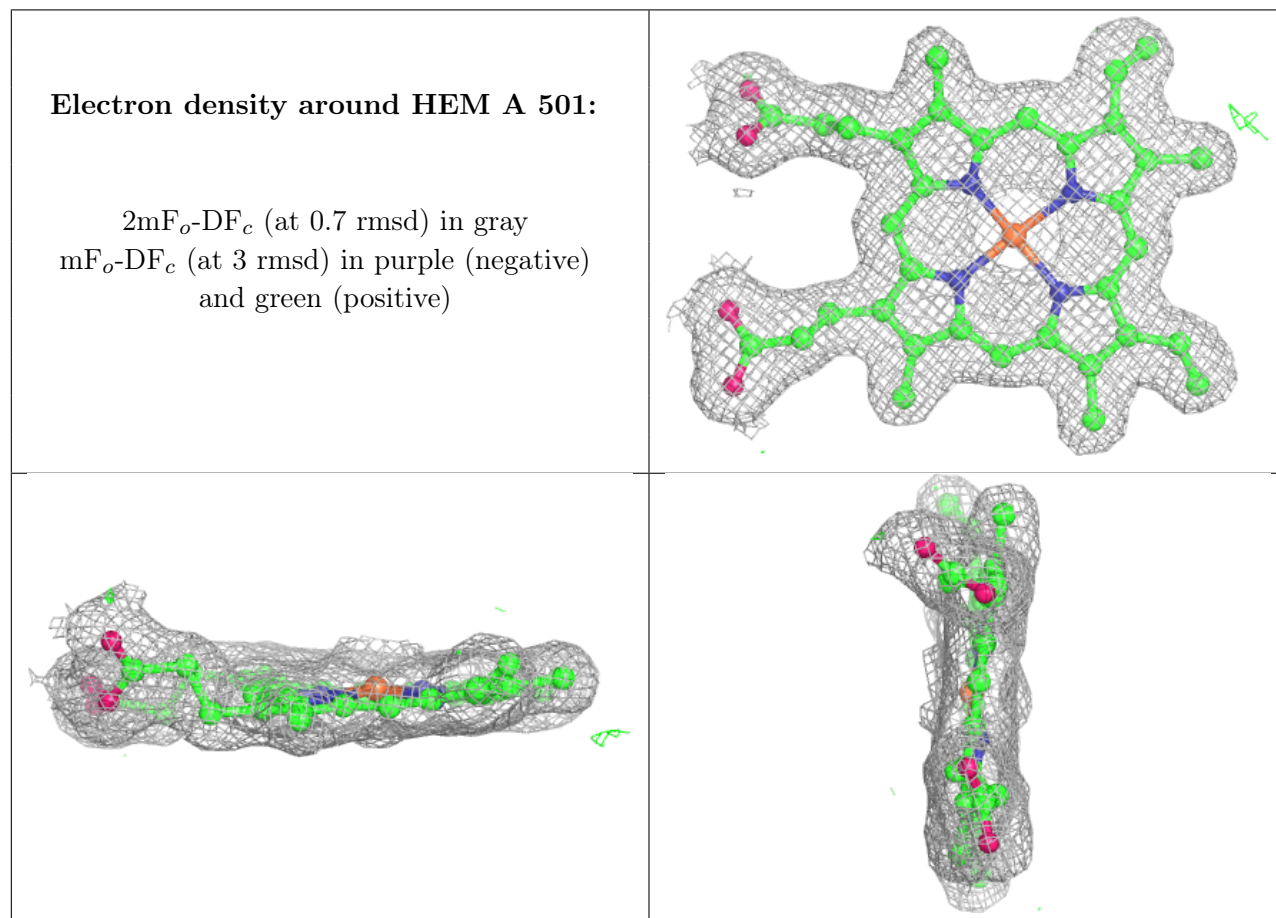 Electron density around HEM A 501:
2mFo-DFc (at 0.7 rmsd) in gray
mFo-DFc (at 3 rmsd) in purple (negative)
and green (positive)